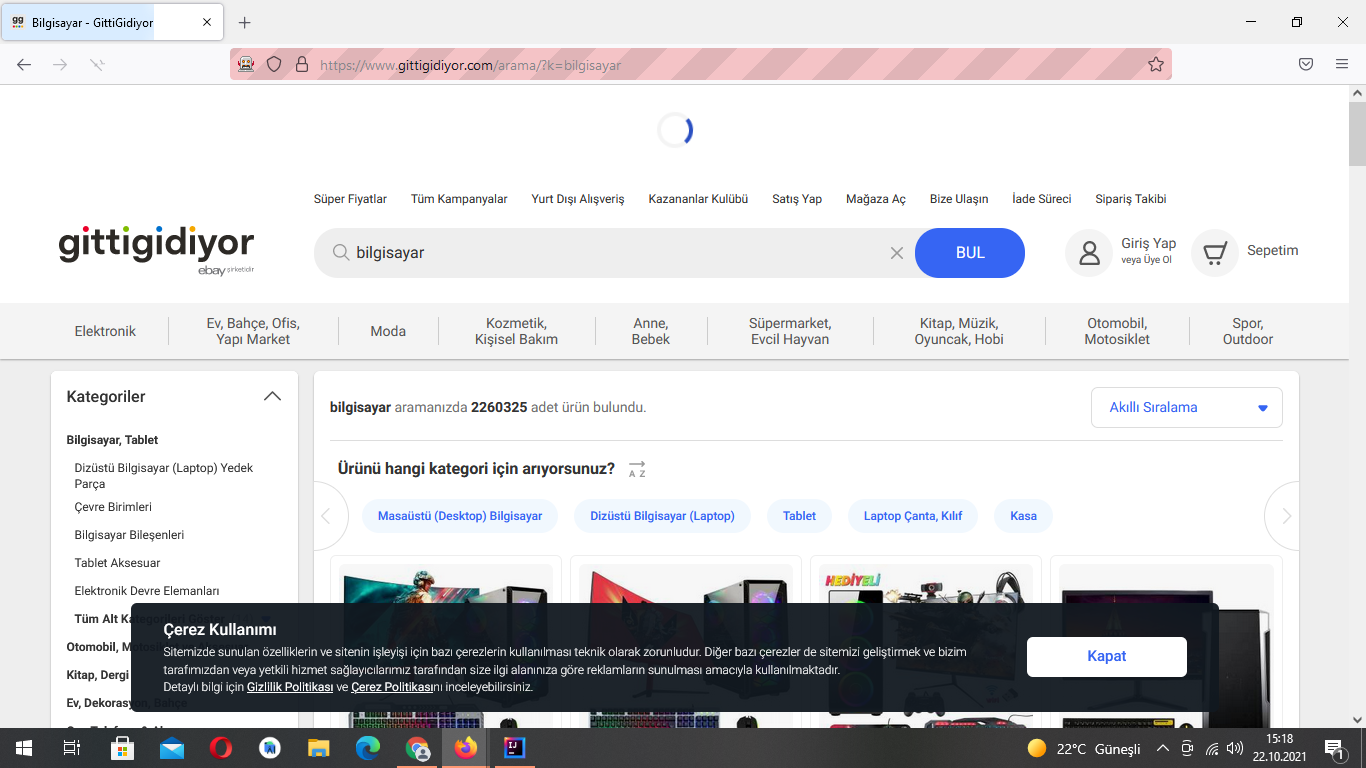 Bilgisayar - GittiGidiyor
https://www.gittigidiyor.com/arama/?k=bilgisayar
Süper Fiyatlar Tüm Kampanyalar Yurt Dışı Alışveriş Kazananlar Kulübü Satış Yap Mağaza Aç Bize Ulaşın İade Süreci Sipariş Takibi
gittigidiyor
ebay şirketidir
bilgisayar
BUL
Giriş Yap
veya Üye Ol
Sepetim
Elektronik
Ev, Bahçe, Ofis,
Yapı Market
Moda
Kozmetik,
Kişisel Bakım
Anne,
Bebek
Süpermarket,
Evcil Hayvan
Kitap, Müzik,
Oyuncak, Hobi
Otomobil,
Motosiklet
Spor,
Outdoor
Kategoriler
Bilgisayar, Tablet
Dizüstü Bilgisayar (Laptop) Yedek
Parça
Çevre Birimleri
Bilgisayar Bileşenleri
Tablet Aksesuar
Elektronik Devre Elemanları
Tüm Alt Kategorileri
Otomobil,
Kitap, Dergi
Ev, Dekorasyon, Bahçe
bilgisayar aramanızda 2260325 adet ürün bulundu.
Akıllı Sıralama
Ürünü hangi kategori için arıyorsunuz?
A Z
Masaüstü (Desktop) Bilgisayar
Dizüstü Bilgisayar (Laptop)
Tablet
Laptop Çanta, Kılıf
Kasa
HEDİYELİ
Çerez Kullanımı
Sitemizde sunulan özelliklerin ve sitenin işleyişi için bazı çerezlerin kullanılması teknik olarak zorunludur. Diğer bazı çerezler de sitemizi geliştirmek ve bizim
tarafımızdan veya yetkili hizmet sağlayıcılarımız tarafından size ilgi alanınıza göre reklamların sunulması amacıyla kullanılmaktadır.
Detaylı bilgi için Gizlilik Politikası ve Çerez Politikasını inceleyebilirsiniz.
Kapat
22°C Güneşli
15:18
22.10.2021
1